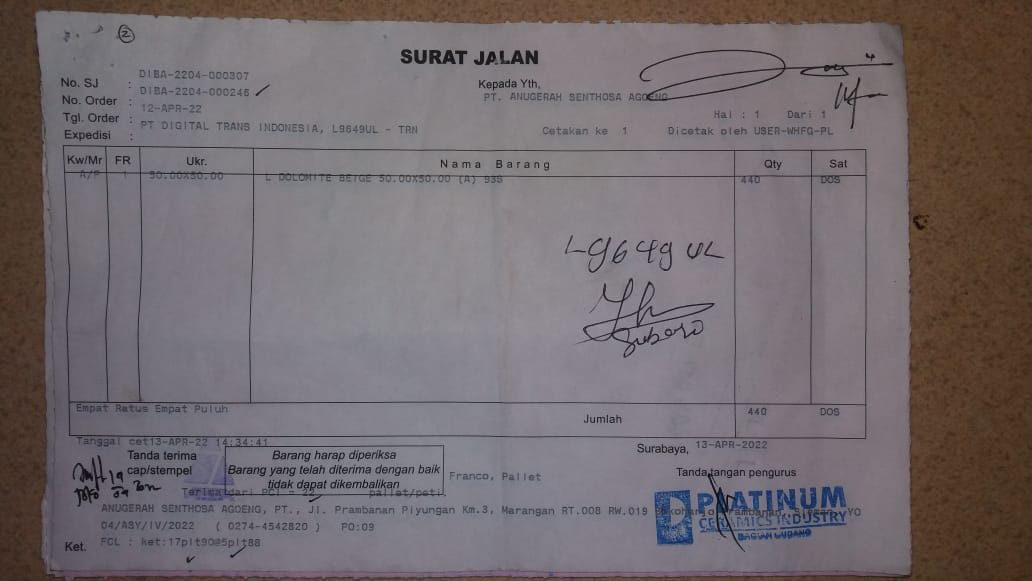 2
SURAT JALAN
No. SJ : DIBA-2204-000307
No. Order : DIBA-2204-000246
Tgl. Order : 12-APR-22
Expedisi : PT DIGITAL TRANS INDONESIA, L9649UL - TRN
Kepada Yth,
PT. ANUGERAH SENTHOSA AGOENG
Hal : 1 Dari 1
Cetakan ke 1 Dicetak oleh USER-WHFG-PL
Kw/Mr FR Ukr. Nama Barang Qty Sat
A/P 1 50.00X50.00 L DOLOMITE BEIGE 50.00X50.00 (A) 935 440 DOS
L9649 UL
Empat Ratus Empat Puluh
Jumlah 440 DOS
Tanggal cet13-APR-22 14:34:41
Surabaya, 13-APR-2022
Tanda terima
cap/stempel
Barang harap diperiksa
Barang yang telah diterima dengan baik
tidak dapat dikembalikan
Franco, Pallet
Tanda tangan pengurus
Terima dari PCI - 22 pallet/peti.
PLATINUM
CERAMICS INDUSTRY
BAGIAN GUDANG
ANUGERAH SENTHOSA AGOENG, PT., Jl. Prambanan Piyungan Km.3, Marangan RT.008 RW.019 YO
04/ASY/IV/2022 ( 0274-4542820 ) PO:09
Ket. FCL : ket:17plt90@5plt88